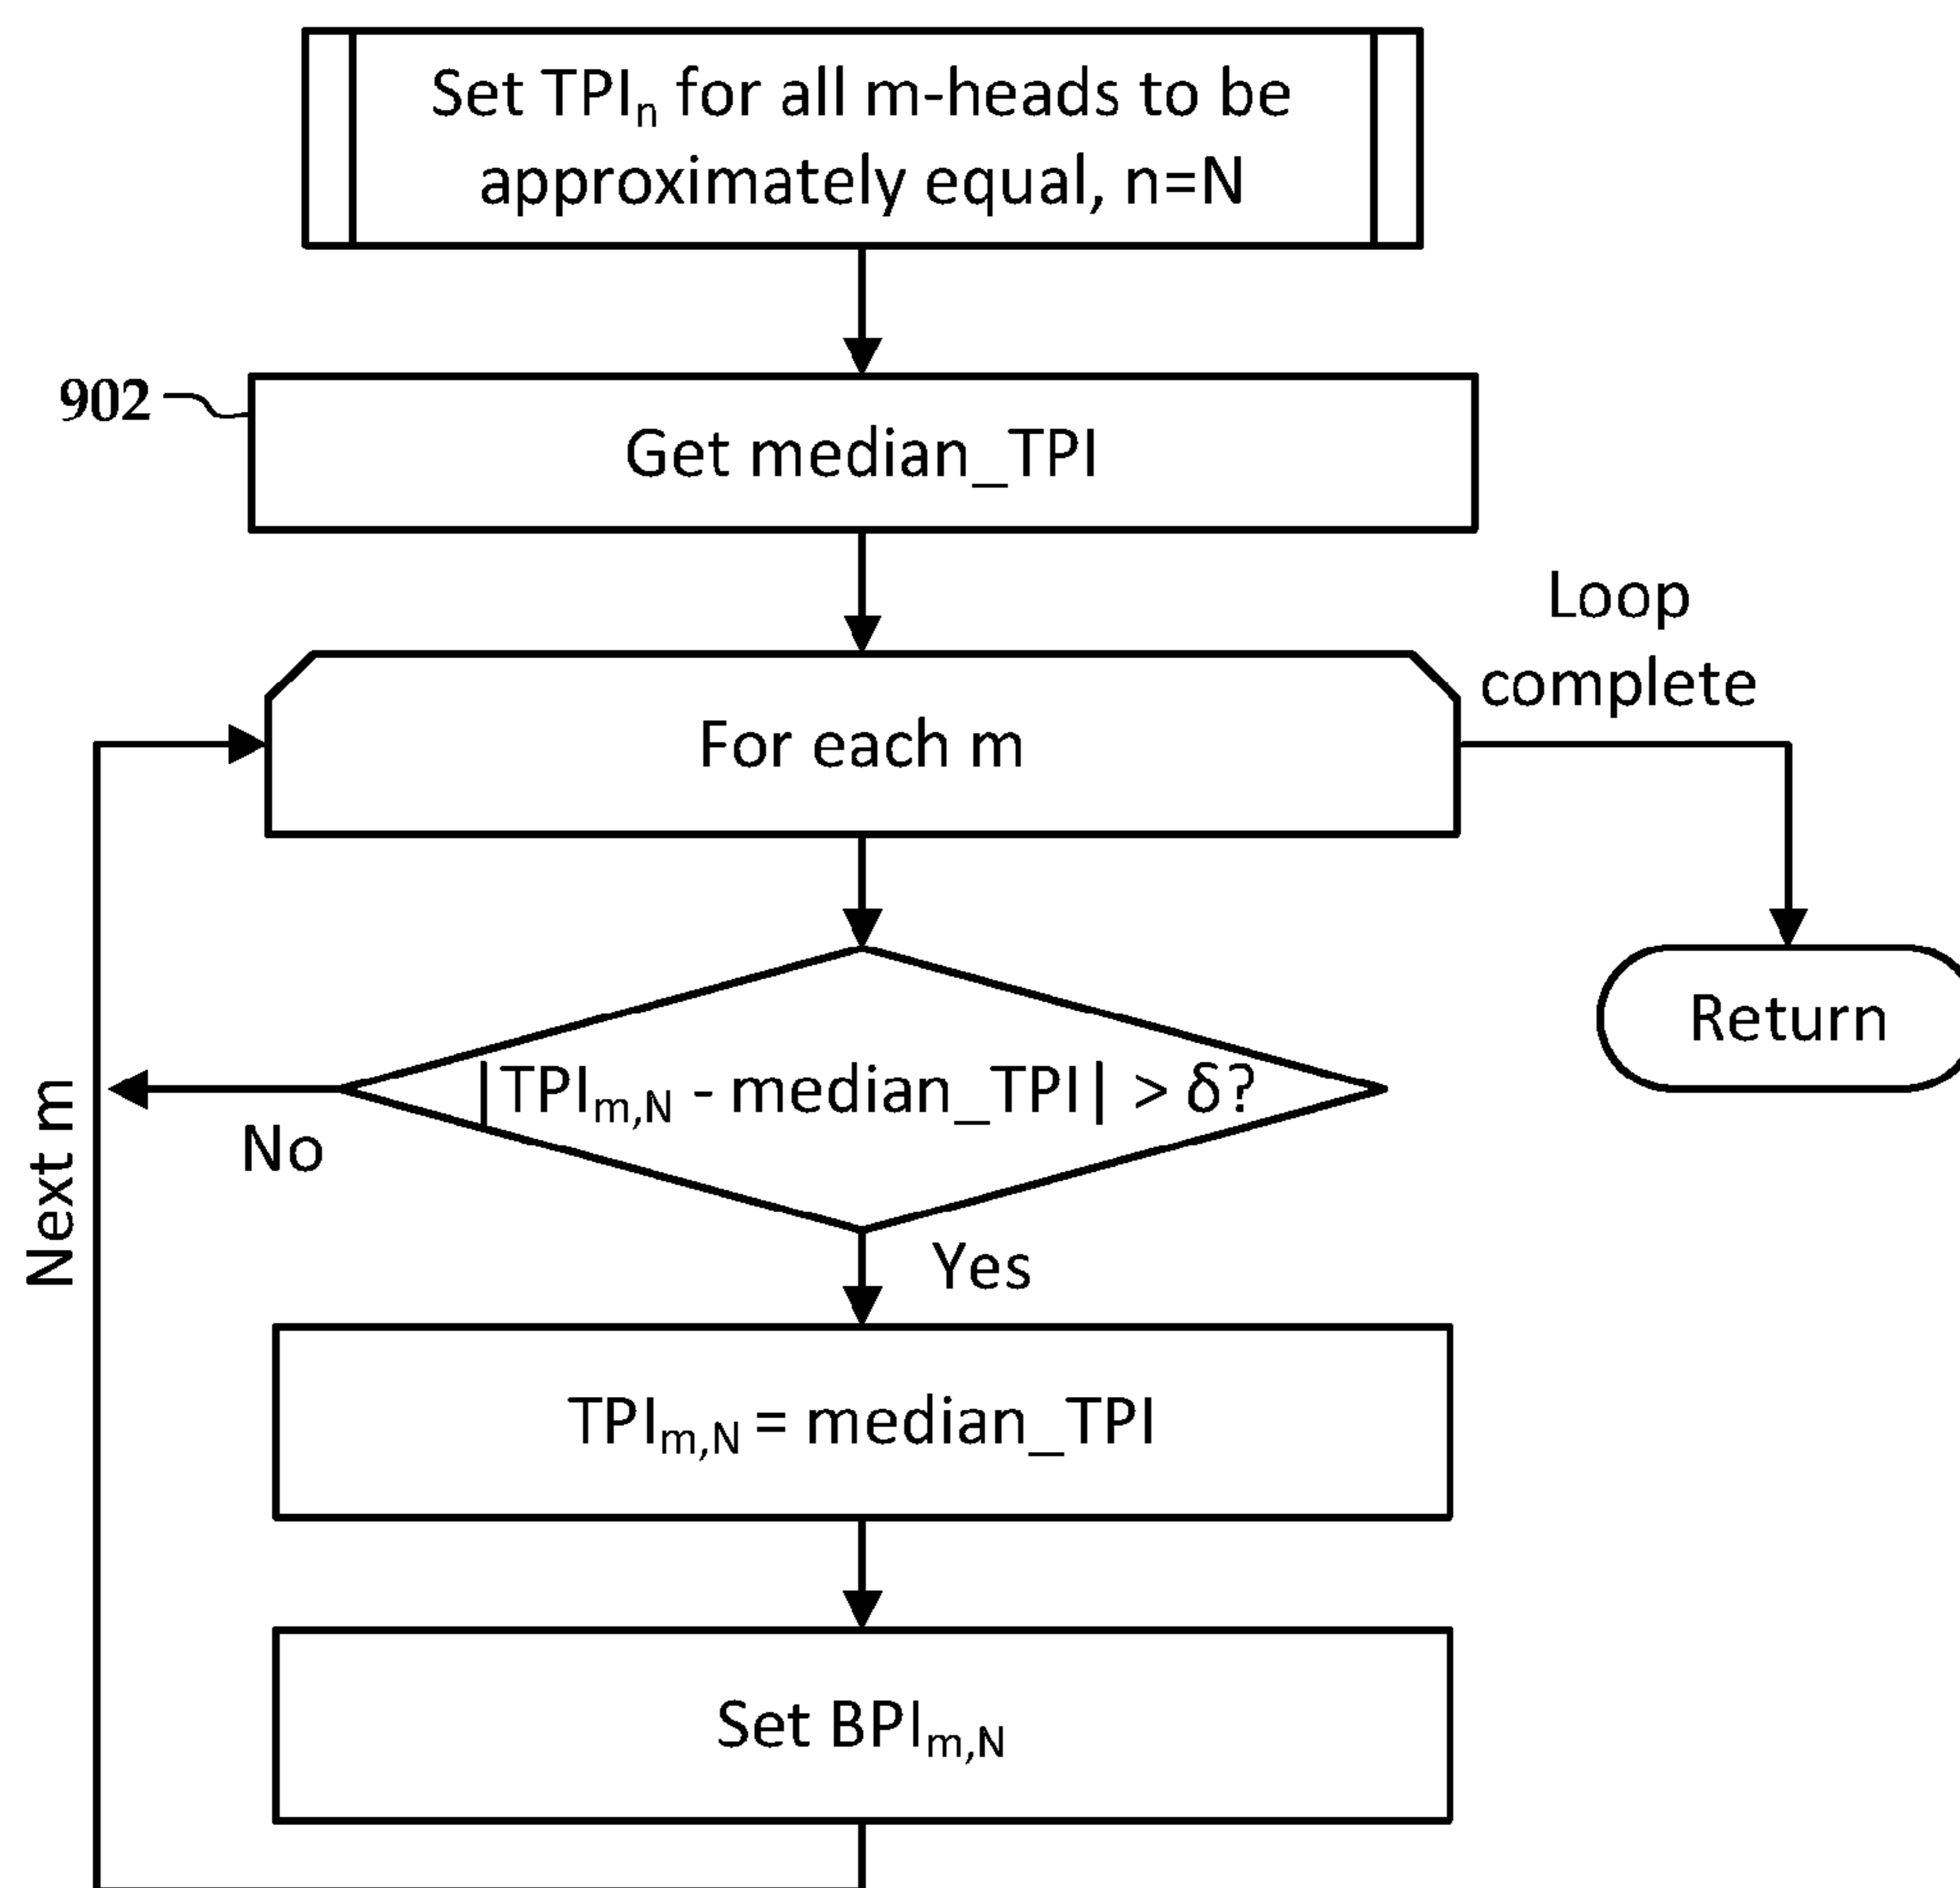 Set TPIₙ for all m-heads to be
approximately equal, n=N
902
Get median_TPI
Loop
complete
For each m
Return
|TPIm,N - median_TPI| > δ?
No
Next m
Yes
TPIm,N = median_TPI
Set BPIm,N